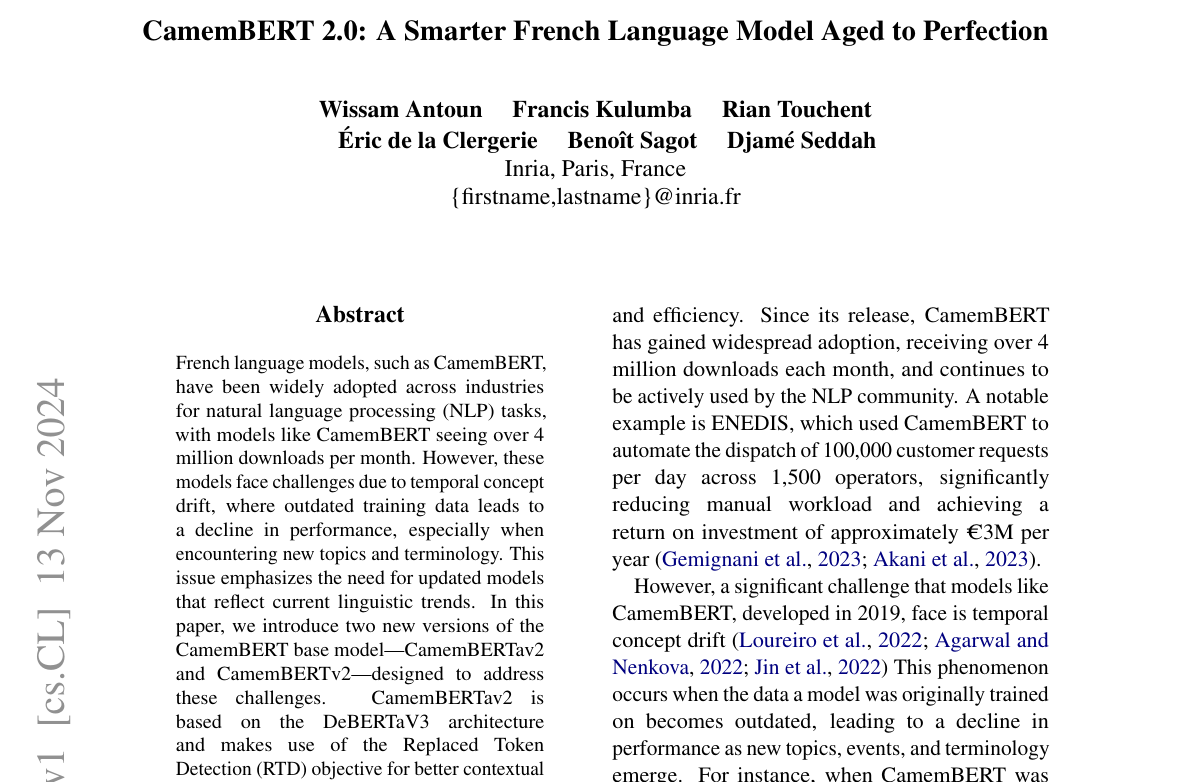 CamemBERT 2.0: A Smarter French Language Model Aged to Perfection
Wissam Antoun Francis Kulumba Rian Touchent
Éric de la Clergerie Benoît Sagot Djamé Seddah
Inria, Paris, France
{firstname,lastname}@inria.fr
Abstract
French language models, such as CamemBERT,
have been widely adopted across industries
for natural language processing (NLP) tasks,
with models like CamemBERT seeing over 4
million downloads per month. However, these
models face challenges due to temporal concept
drift, where outdated training data leads to
a decline in performance, especially when
encountering new topics and terminology. This
issue emphasizes the need for updated models
that reflect current linguistic trends. In this
paper, we introduce two new versions of the
CamemBERT base model—CamemBERTav2
and CamemBERTv2—designed to address
these challenges. CamemBERTav2 is
based on the DeBERTaV3 architecture
and makes use of the Replaced Token
Detection (RTD) objective for better contextual
and efficiency. Since its release, CamemBERT
has gained widespread adoption, receiving over 4
million downloads each month, and continues to
be actively used by the NLP community. A notable
example is ENEDIS, which used CamemBERT to
automate the dispatch of 100,000 customer requests
per day across 1,500 operators, significantly
reducing manual workload and achieving a
return on investment of approximately €3M per
year (Gemignani et al., 2023; Akani et al., 2023).
However, a significant challenge that models like
CamemBERT, developed in 2019, face is temporal
concept drift (Loureiro et al., 2022; Agarwal and
Nenkova, 2022; Jin et al., 2022) This phenomenon
occurs when the data a model was originally trained
on becomes outdated, leading to a decline in
performance as new topics, events, and terminology
emerge. For instance, when CamemBERT was
v1 [cs.CL] 13 Nov 2024